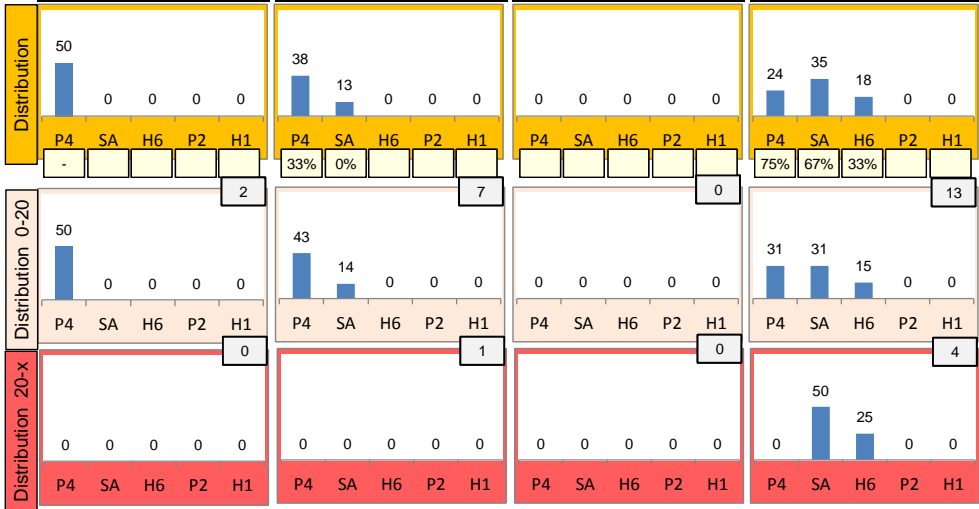 Distribution
50 0 0 0 0
P4 SA H6 P2 H1
-
38 13 0 0 0
P4 SA H6 P2 H1
33% 0%
0 0 0 0 0
P4 SA H6 P2 H1
24 35 18 0 0
P4 SA H6 P2 H1
75% 67% 33%
Distribution 0-20
2
50 0 0 0 0
P4 SA H6 P2 H1
7
43 14 0 0 0
P4 SA H6 P2 H1
0
0 0 0 0 0
P4 SA H6 P2 H1
13
31 31 15 0 0
P4 SA H6 P2 H1
Distribution 20-x
0
0 0 0 0 0
P4 SA H6 P2 H1
1
0 0 0 0 0
P4 SA H6 P2 H1
0
0 0 0 0 0
P4 SA H6 P2 H1
4
0 50 25 0 0
P4 SA H6 P2 H1